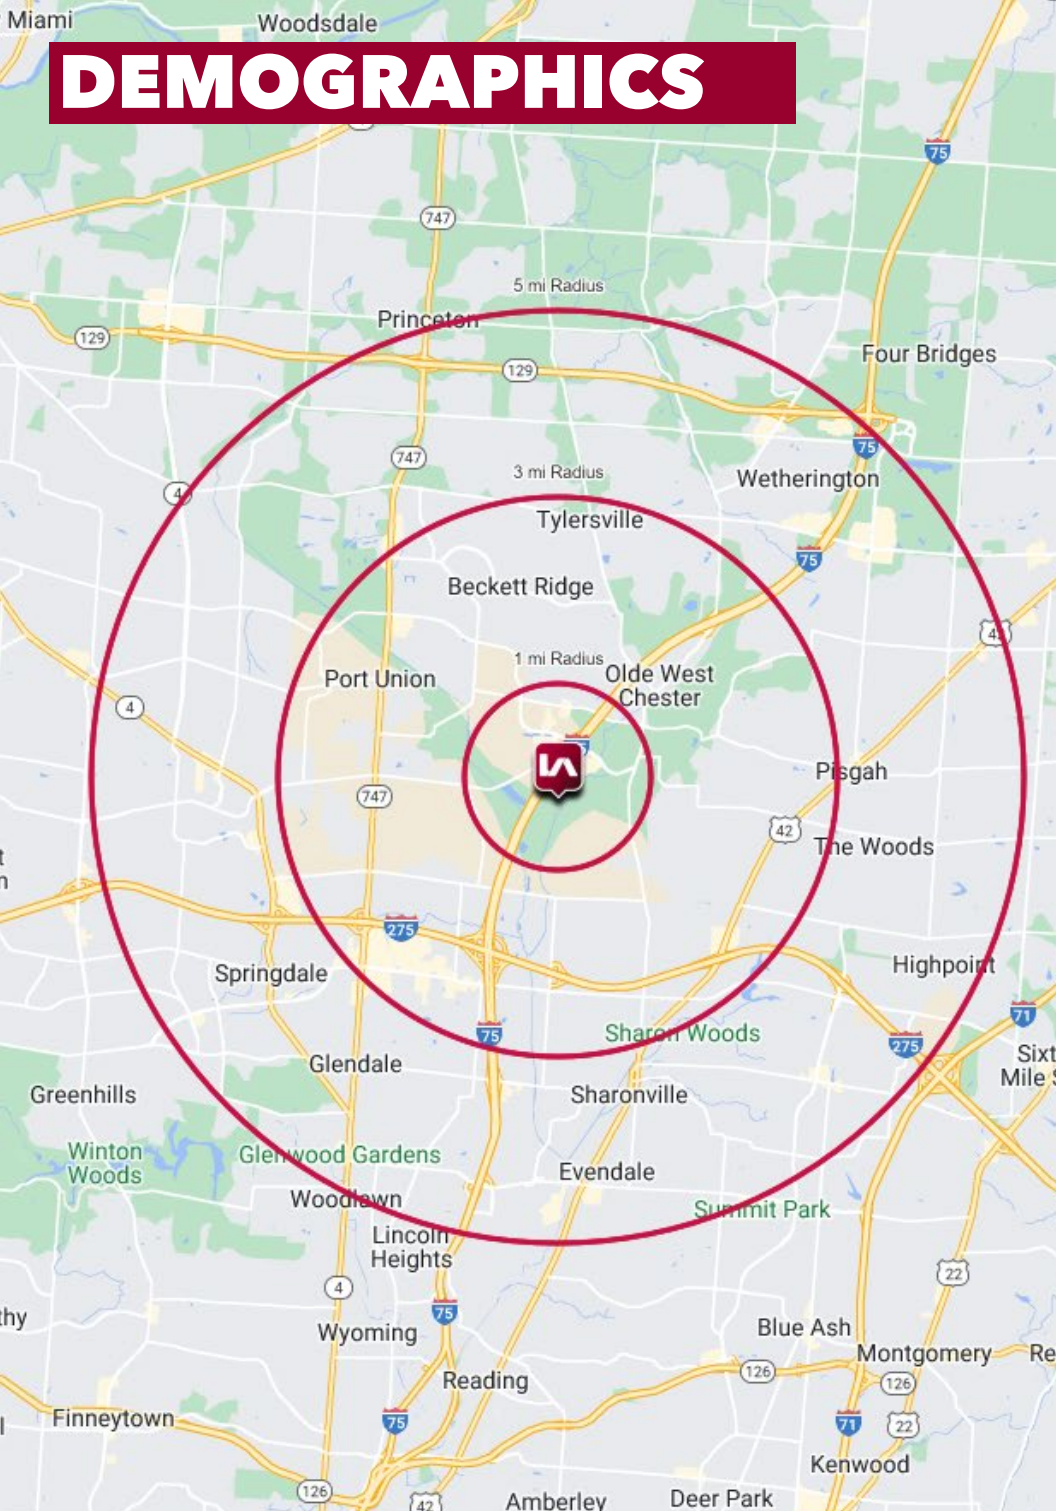 Miami
Woodsdale
DEMOGRAPHICS
75
747
5 mi Radius
Princeton
129
Four Bridges
129
75
747
3 mi Radius
Wetherington
4
Tylersville
75
Beckett Ridge
42
1 mi Radius
Port Union
Olde West
Chester
4
Pisgah
747
42
The Woods
275
Springdale
Highpoint
71
75
Sharon Woods
275
Glendale
Sixt
Mile S
Greenhills
Sharonville
Winton
Woods
Glenwood Gardens
Evendale
Woodlawn
Summit Park
Lincoln
Heights
22
4
thy
75
Wyoming
Blue Ash
Montgomery
Re
126
Reading
126
Finneytown
75
71
22
Kenwood
126
42
Amberley
Deer Park